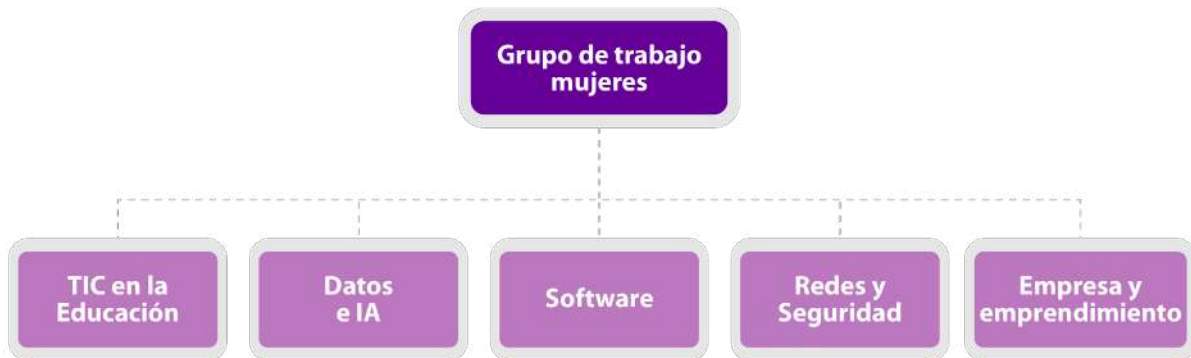 Grupo de trabajo
mujeres
TIC en la
Educación
Datos
e IA
Software
Redes y
Seguridad
Empresa y
emprendimiento